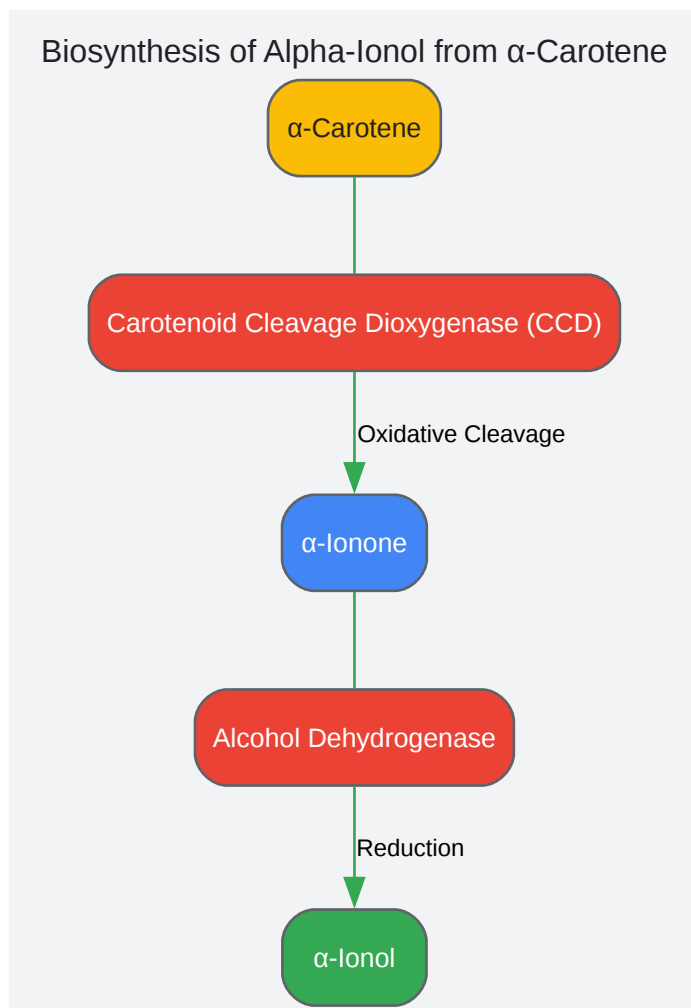 Biosynthesis of Alpha-Ionol from α-Carotene
α-Carotene
Carotenoid Cleavage Dioxygenase (CCD)
Oxidative Cleavage
α-Ionone
Alcohol Dehydrogenase
Reduction
α-Ionol